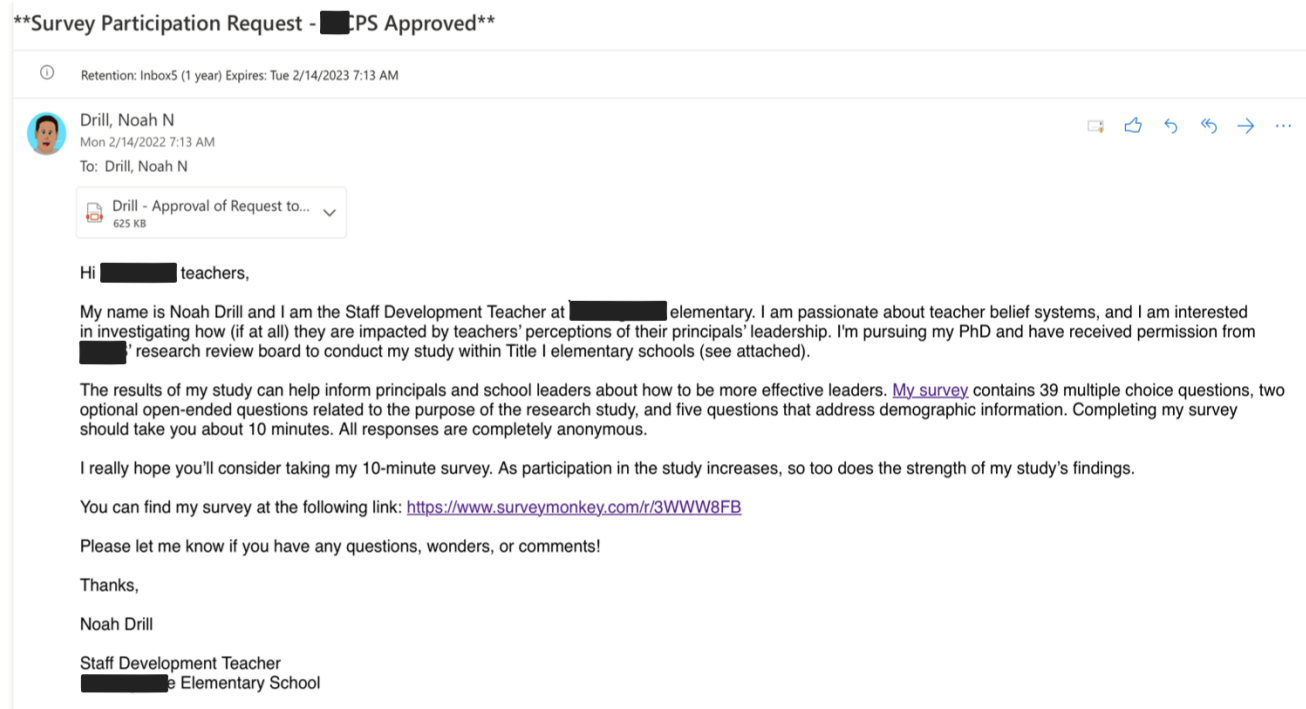 **Survey Participation Request - CPS Approved**
Retention: Inbox5 (1 year) Expires: Tue 2/14/2023 7:13 AM
Drill, Noah N
Mon 2/14/2022 7:13 AM
To: Drill, Noah N
Drill - Approval of Request to...
625 KB
Hi teachers,
My name is Noah Drill and I am the Staff Development Teacher at elementary. I am passionate about teacher belief systems, and I am interested
in investigating how (if at all) they are impacted by teachers' perceptions of their principals' leadership. I'm pursuing my PhD and have received permission from
' research review board to conduct my study within Title I elementary schools (see attached).
The results of my study can help inform principals and school leaders about how to be more effective leaders. My survey contains 39 multiple choice questions, two
optional open-ended questions related to the purpose of the research study, and five questions that address demographic information. Completing my survey
should take you about 10 minutes. All responses are completely anonymous.
I really hope you'll consider taking my 10-minute survey. As participation in the study increases, so too does the strength of my study's findings.
You can find my survey at the following link: https://www.surveymonkey.com/r/3WWW8FB
Please let me know if you have any questions, wonders, or comments!
Thanks,
Noah Drill
Staff Development Teacher
e Elementary School